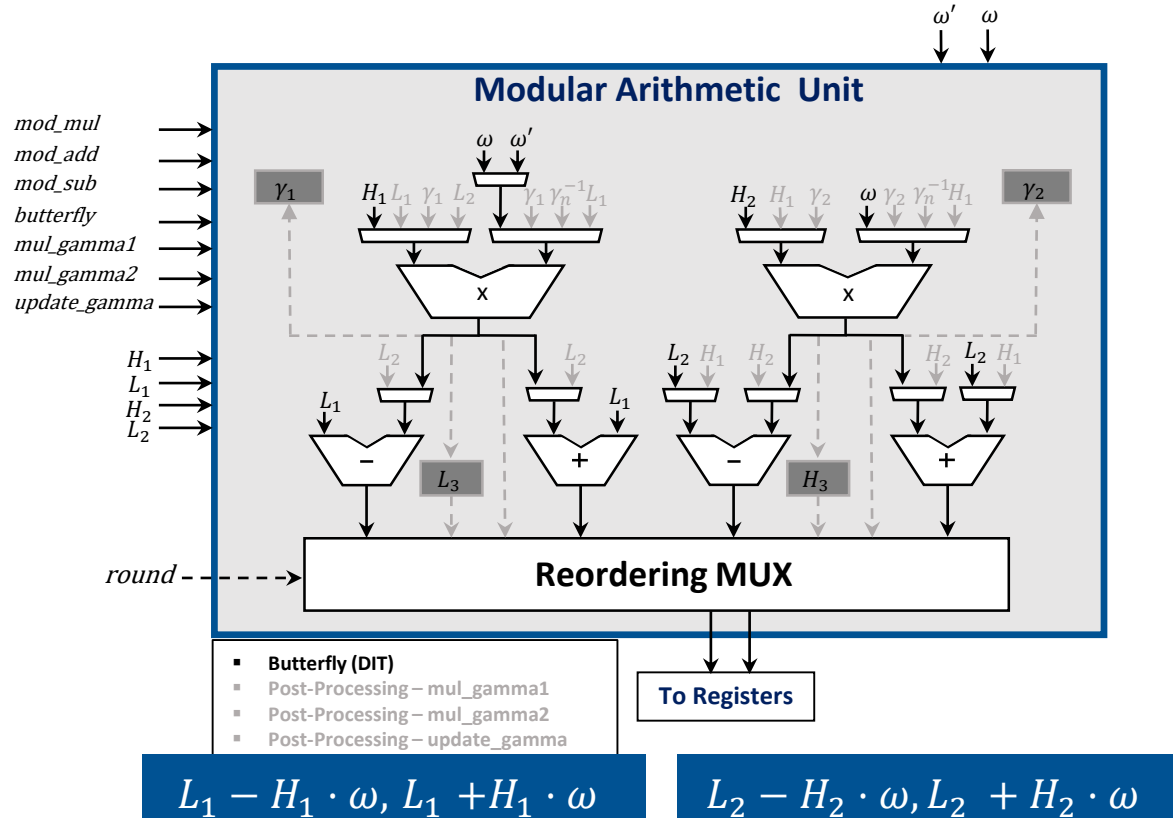 ω′ ω
Modular Arithmetic Unit
mod_mul
mod_add
mod_sub
butterfly
mul_gamma1
mul_gamma2
update_gamma
H₁
L₁
H₂
L₂
ω ω′
γ₁
H₁ L₁ γ₁ L₂
γ₁ γₙ⁻¹ L₁
H₂ H₁ γ₂
ω γ₂ γₙ⁻¹ H₁
γ₂
x
x
L₂
L₂
L₂ H₁
H₂
H₂
L₂ H₁
L₁
L₁
−
L₃
+
−
H₃
+
round
Reordering MUX
▪ Butterfly (DIT)
▪ Post-Processing – mul_gamma1
▪ Post-Processing – mul_gamma2
▪ Post-Processing – update_gamma
To Registers
L₁ − H₁ · ω, L₁ + H₁ · ω
L₂ − H₂ · ω, L₂ + H₂ · ω